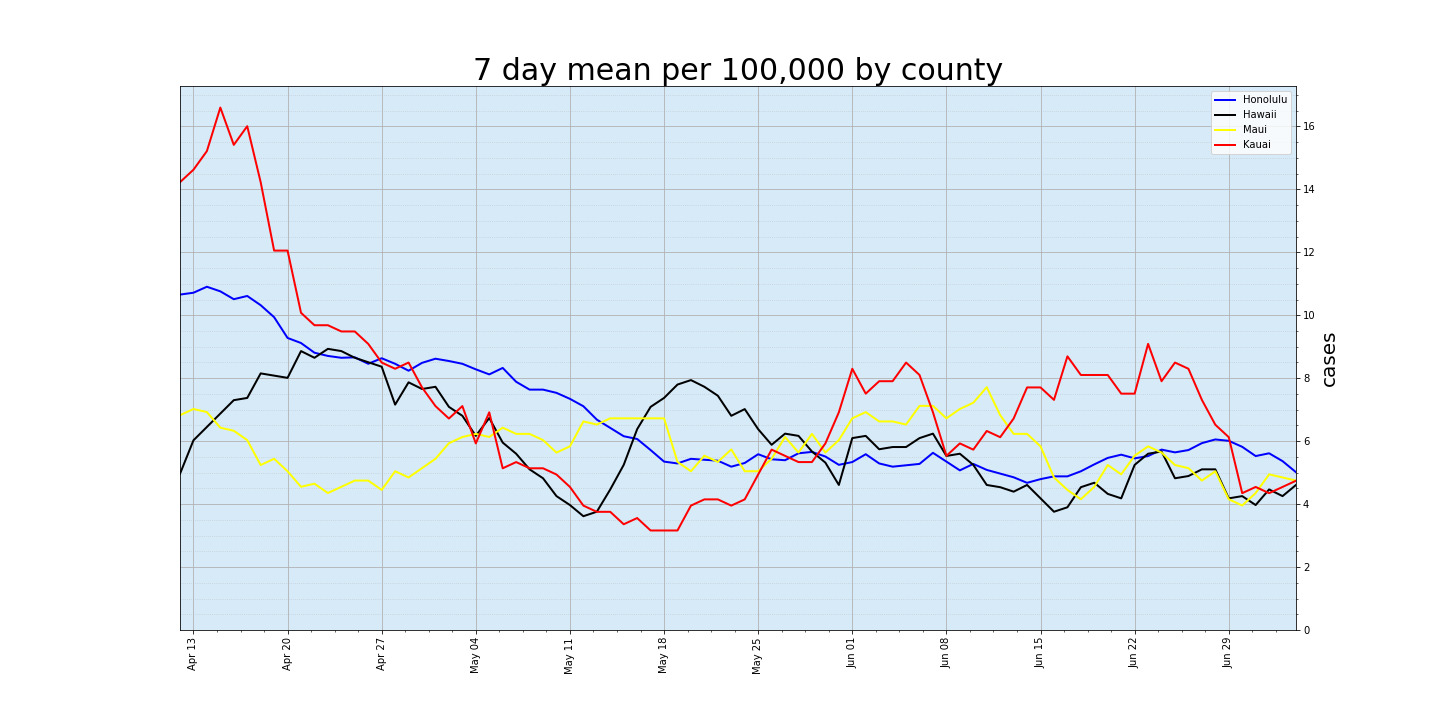 7 day mean per 100,000 by county
Honolulu
Hawaii
Maui
Kauai
16
14
12
10
8
6
4
2
0
cases
Apr 13
Apr 20
Apr 27
May 04
May 11
May 18
May 25
Jun 01
Jun 08
Jun 15
Jun 22
Jun 29